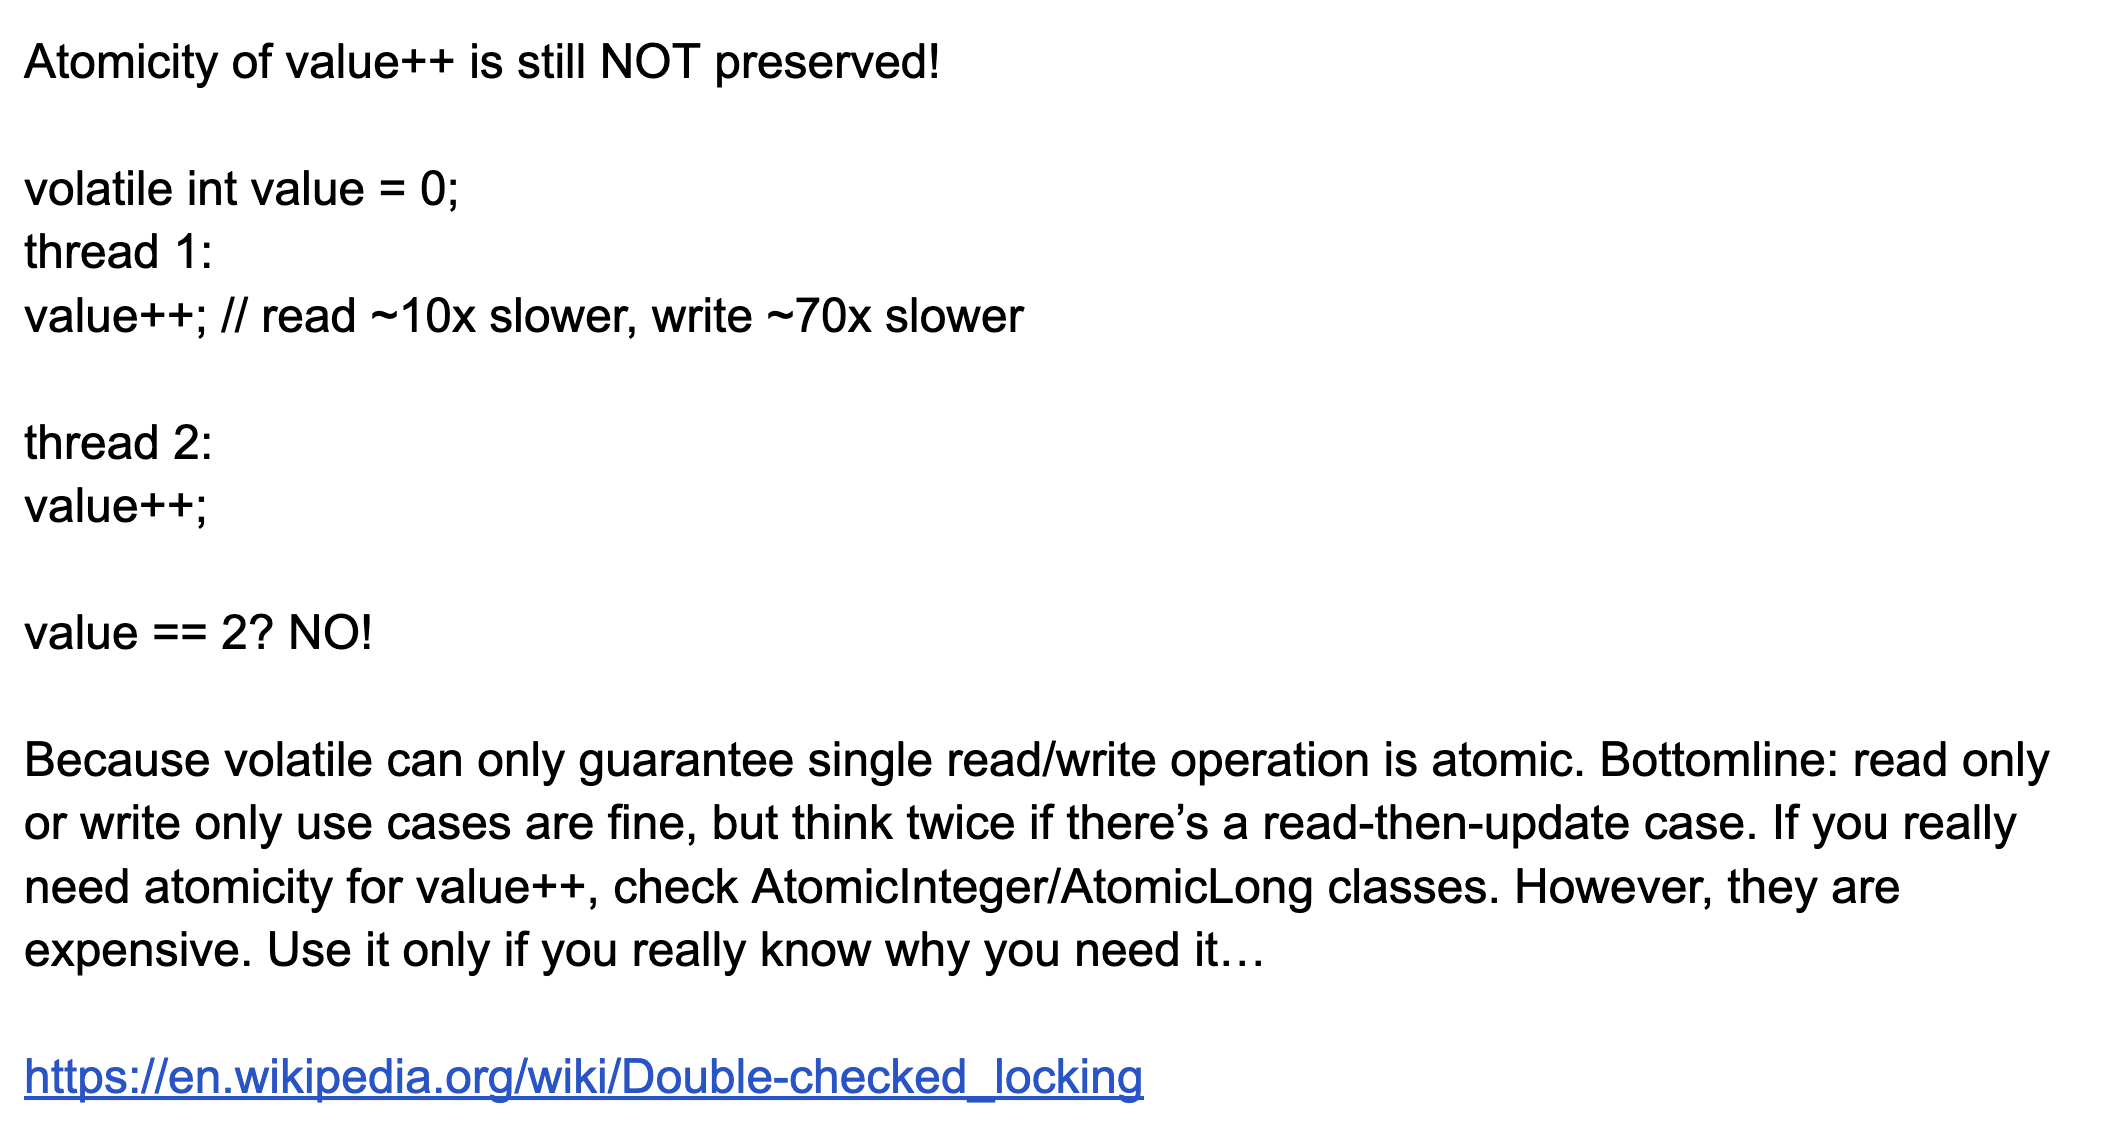 Atomicity of value++ is still NOT preserved!
volatile int value = 0;
thread 1:
value++; // read ~10x slower, write ~70x slower
thread 2:
value++;
value == 2? NO!
Because volatile can only guarantee single read/write operation is atomic. Bottomline: read only
or write only use cases are fine, but think twice if there’s a read-then-update case. If you really
need atomicity for value++, check AtomicInteger/AtomicLong classes. However, they are
expensive. Use it only if you really know why you need it…
https://en.wikipedia.org/wiki/Double-checked_locking